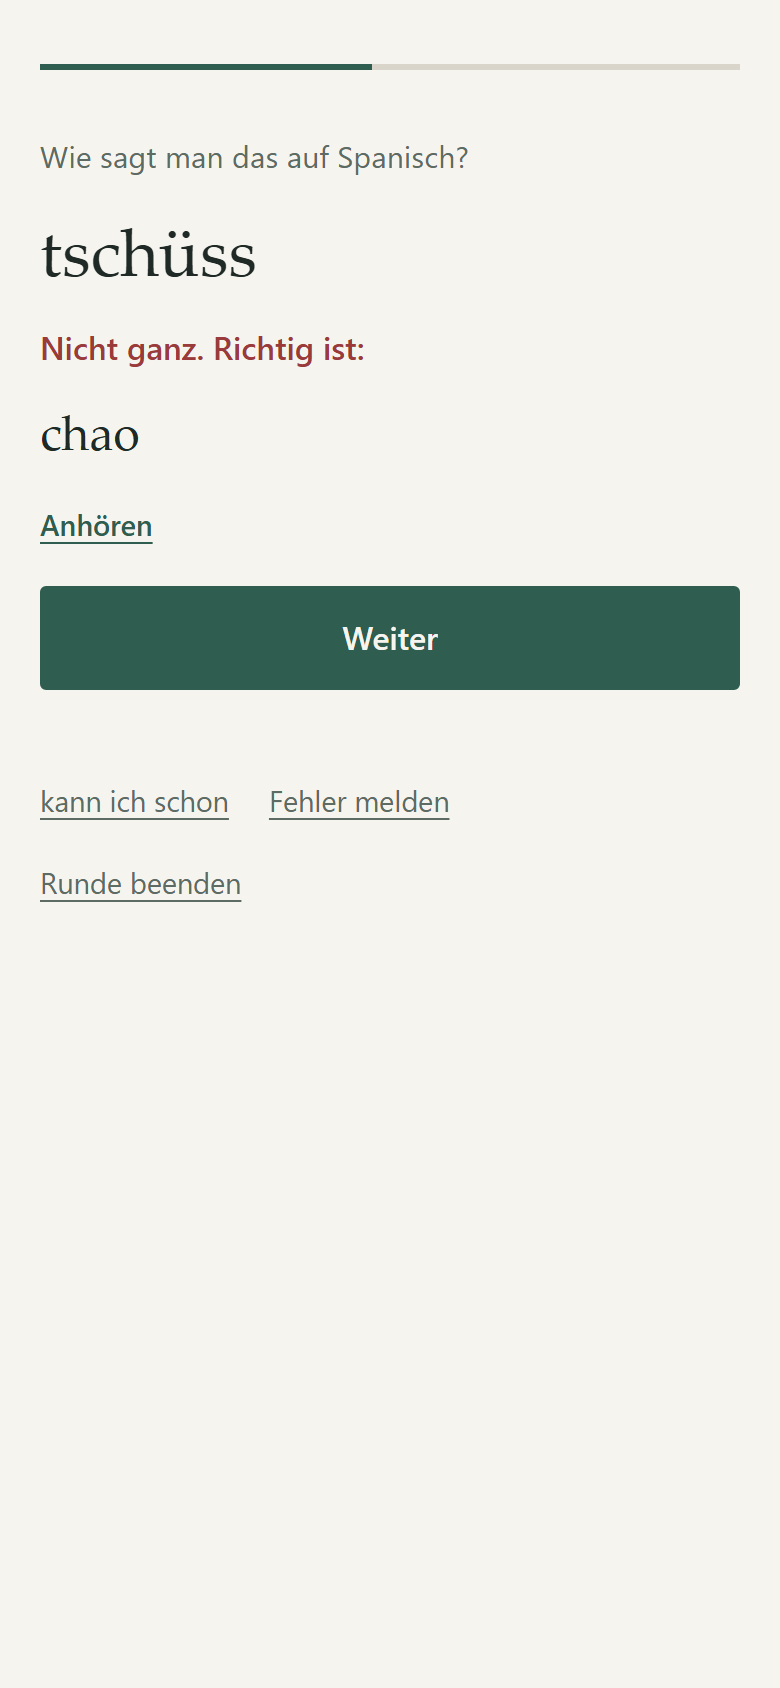 Wie sagt man das auf Spanisch?
tschüss
Nicht ganz. Richtig ist:
chao
Anhören
Weiter
kann ich schon Fehler melden
Runde beenden